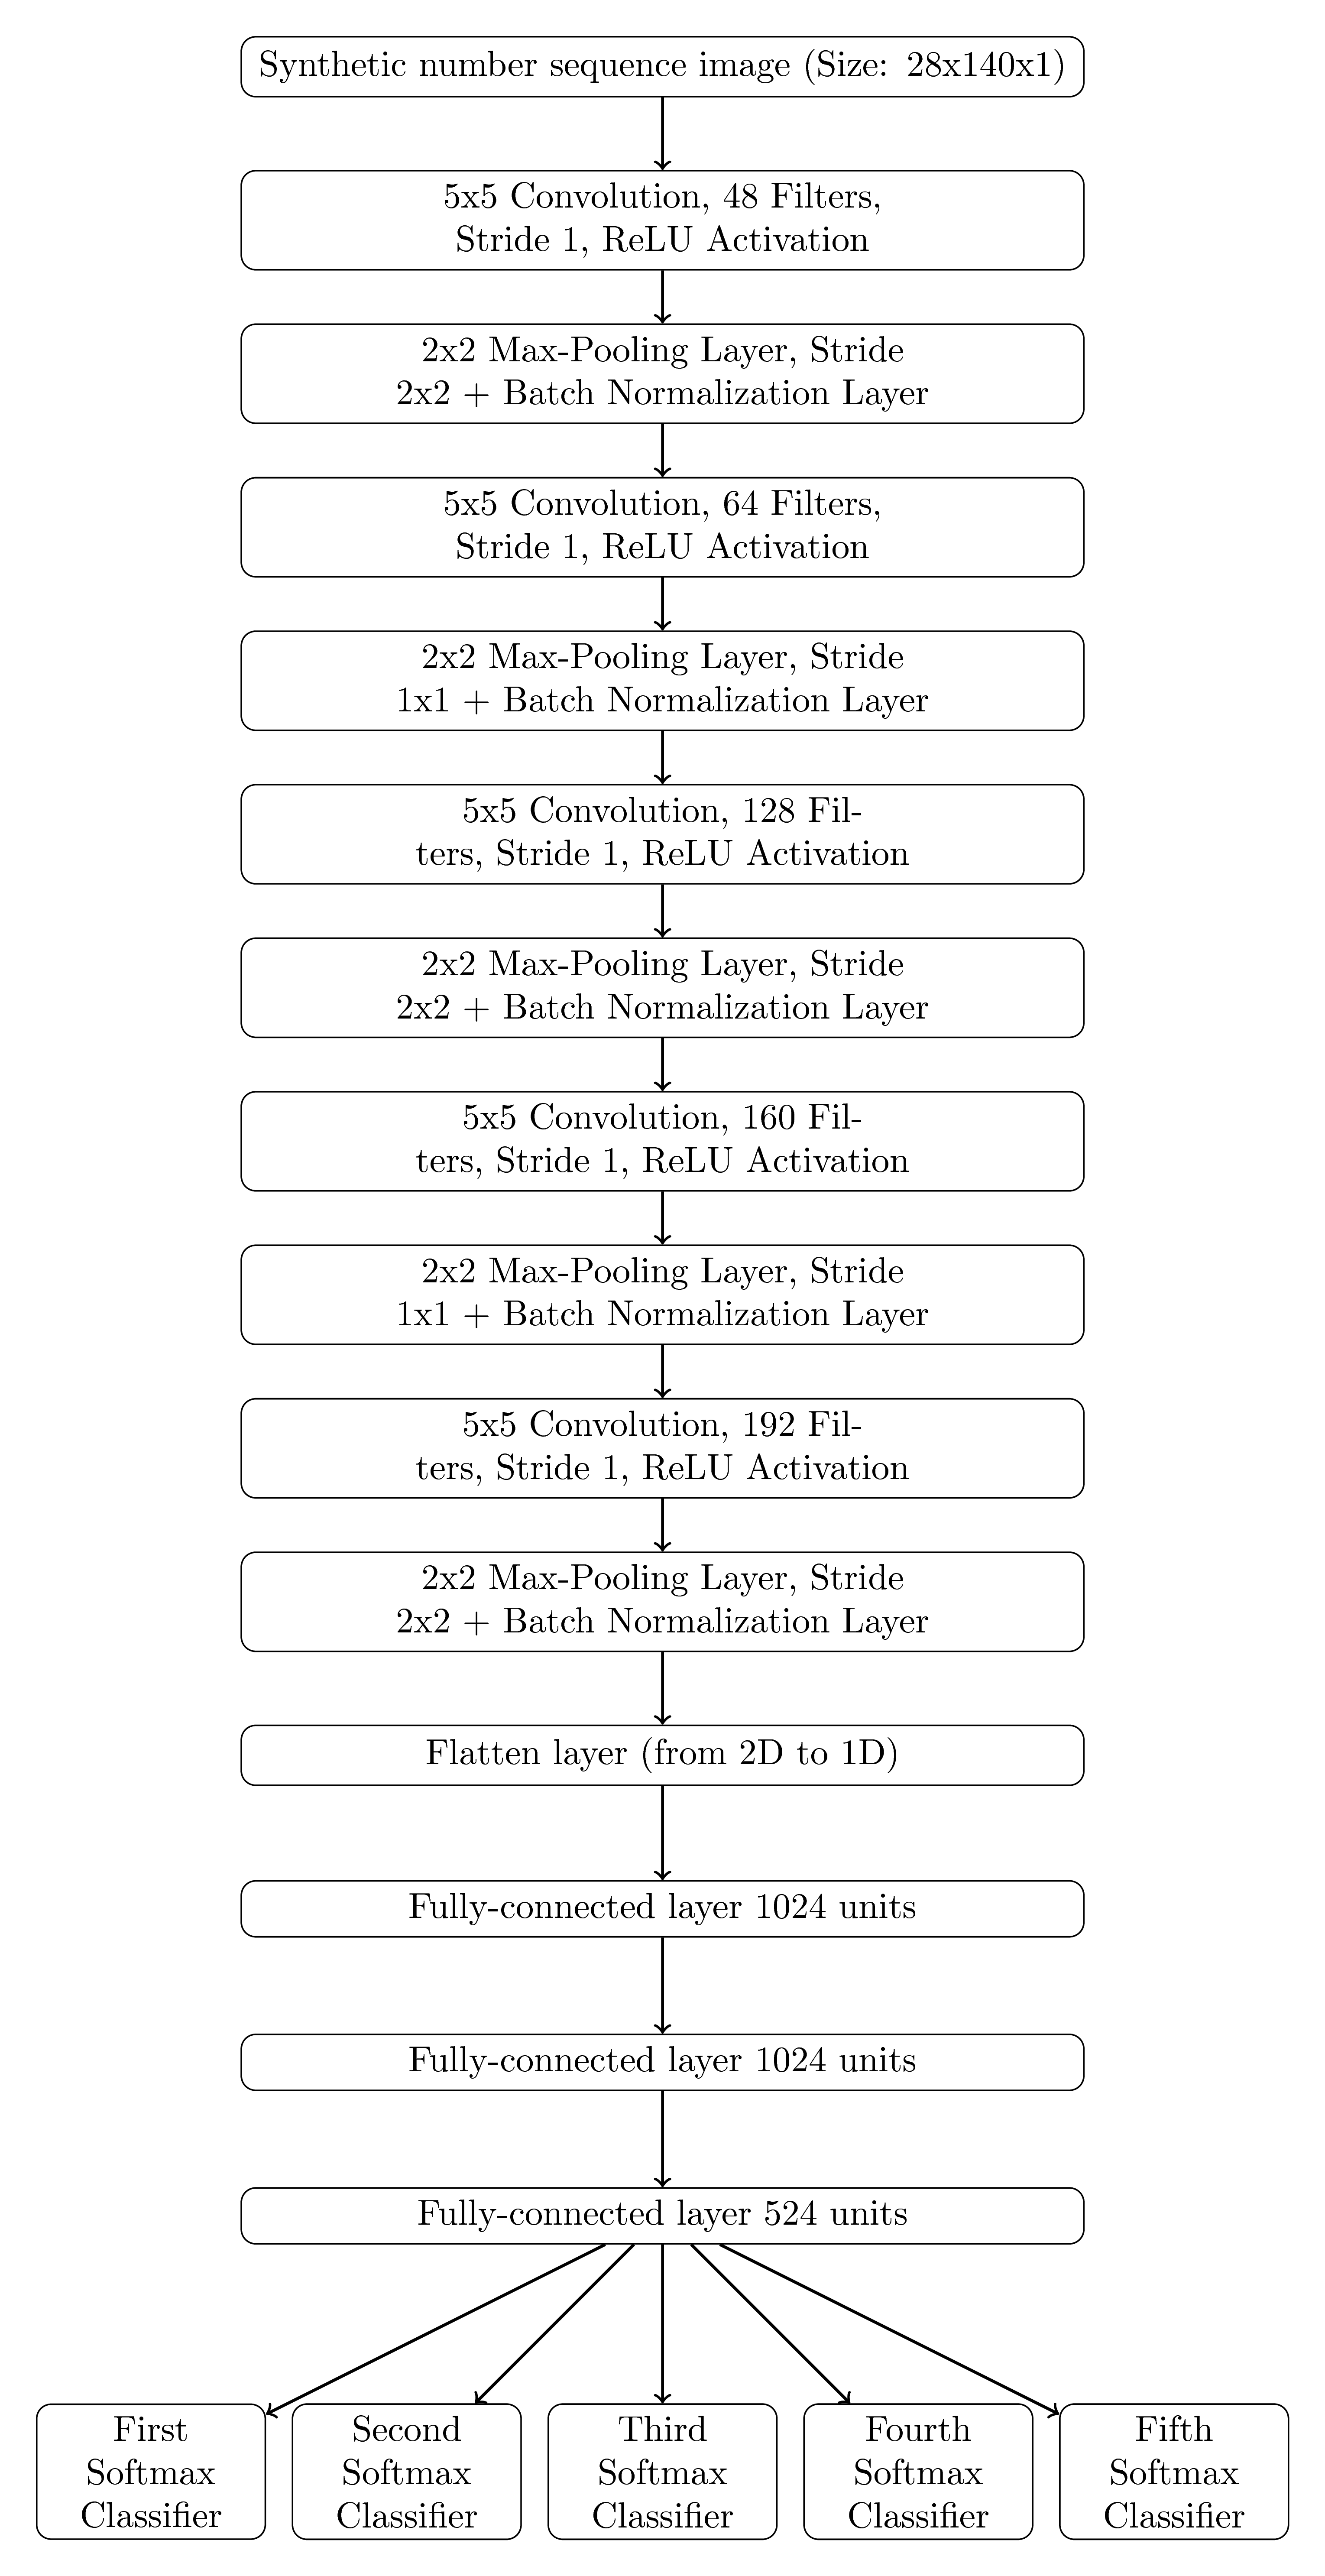 Synthetic number sequence image (Size: 28x140x1)
5x5 Convolution, 48 Filters,
Stride 1, ReLU Activation
2x2 Max-Pooling Layer, Stride
2x2 + Batch Normalization Layer
5x5 Convolution, 64 Filters,
Stride 1, ReLU Activation
2x2 Max-Pooling Layer, Stride
1x1 + Batch Normalization Layer
5x5 Convolution, 128 Fil-
ters, Stride 1, ReLU Activation
2x2 Max-Pooling Layer, Stride
2x2 + Batch Normalization Layer
5x5 Convolution, 160 Fil-
ters, Stride 1, ReLU Activation
2x2 Max-Pooling Layer, Stride
1x1 + Batch Normalization Layer
5x5 Convolution, 192 Fil-
ters, Stride 1, ReLU Activation
2x2 Max-Pooling Layer, Stride
2x2 + Batch Normalization Layer
Flatten layer (from 2D to 1D)
Fully-connected layer 1024 units
Fully-connected layer 1024 units
Fully-connected layer 524 units
First
Softmax
Classifier
Second
Softmax
Classifier
Third
Softmax
Classifier
Fourth
Softmax
Classifier
Fifth
Softmax
Classifier